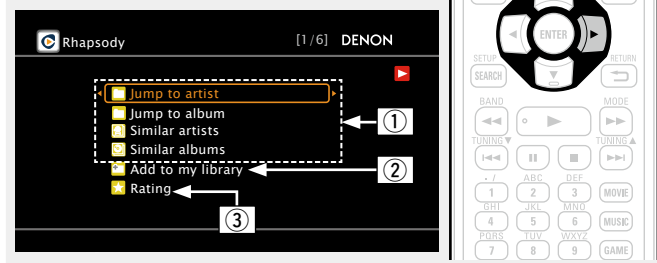 Rhapsody [1/6] DENON
Jump to artist
Jump to album
Similar artists
Similar albums
Add to my library
Rating
①
②
③
ENTER
SETUP
SEARCH
RETURN
BAND
MODE
TUNING▼
TUNING▲
. / ABC DEF
1 2 3 MOVIE
GHI JKL MNO
4 5 6 MUSIC
PQRS TUV WXYZ
7 8 9 GAME